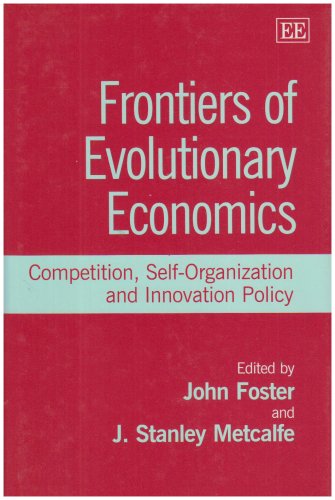 EE
Frontiers of
Evolutionary
Economics
Competition, Self-Organization
and Innovation Policy
Edited by
John Foster
and
J. Stanley Metcalfe